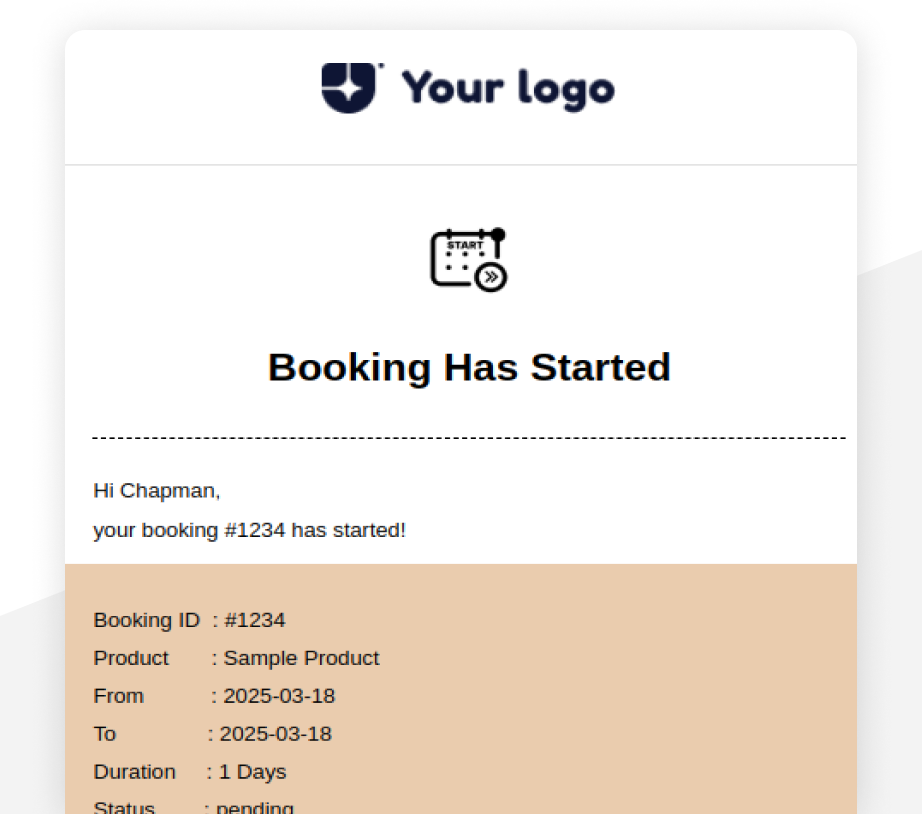 Your logo
START
Booking Has Started
Hi Chapman,
your booking #1234 has started!
Booking ID : #1234
Product : Sample Product
From : 2025-03-18
To : 2025-03-18
Duration : 1 Days
Status : pending